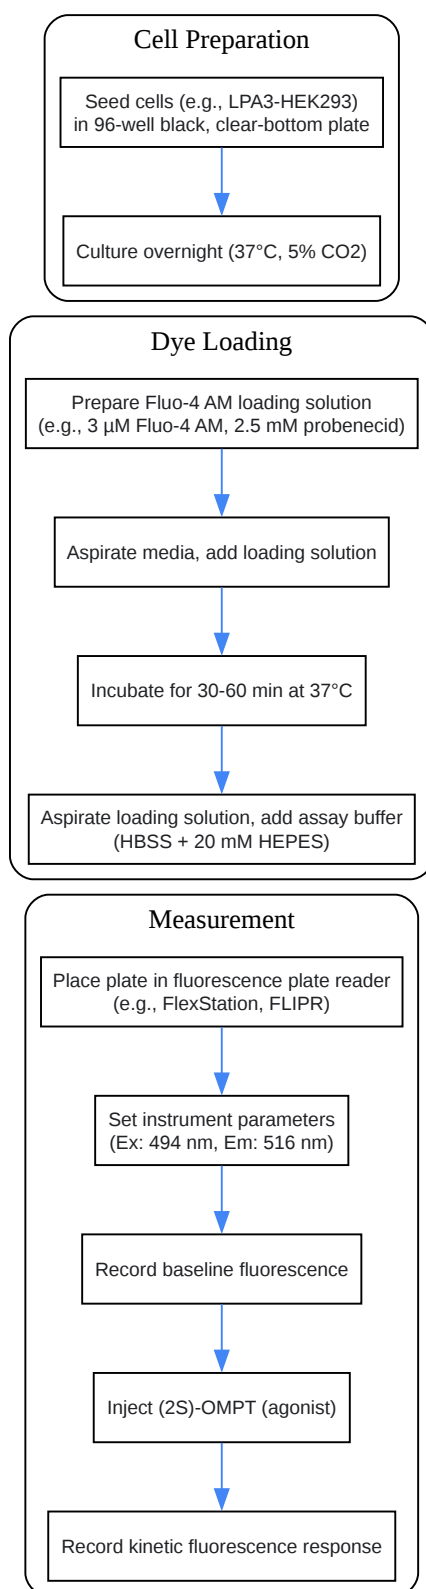 Cell Preparation
Seed cells (e.g., LPA3-HEK293)
in 96-well black, clear-bottom plate
Culture overnight (37°C, 5% CO2)
Dye Loading
Prepare Fluo-4 AM loading solution
(e.g., 3 µM Fluo-4 AM, 2.5 mM probenecid)
Aspirate media, add loading solution
Incubate for 30-60 min at 37°C
Aspirate loading solution, add assay buffer
(HBSS + 20 mM HEPES)
Measurement
Place plate in fluorescence plate reader
(e.g., FlexStation, FLIPR)
Set instrument parameters
(Ex: 494 nm, Em: 516 nm)
Record baseline fluorescence
Inject (2S)-OMPT (agonist)
Record kinetic fluorescence response